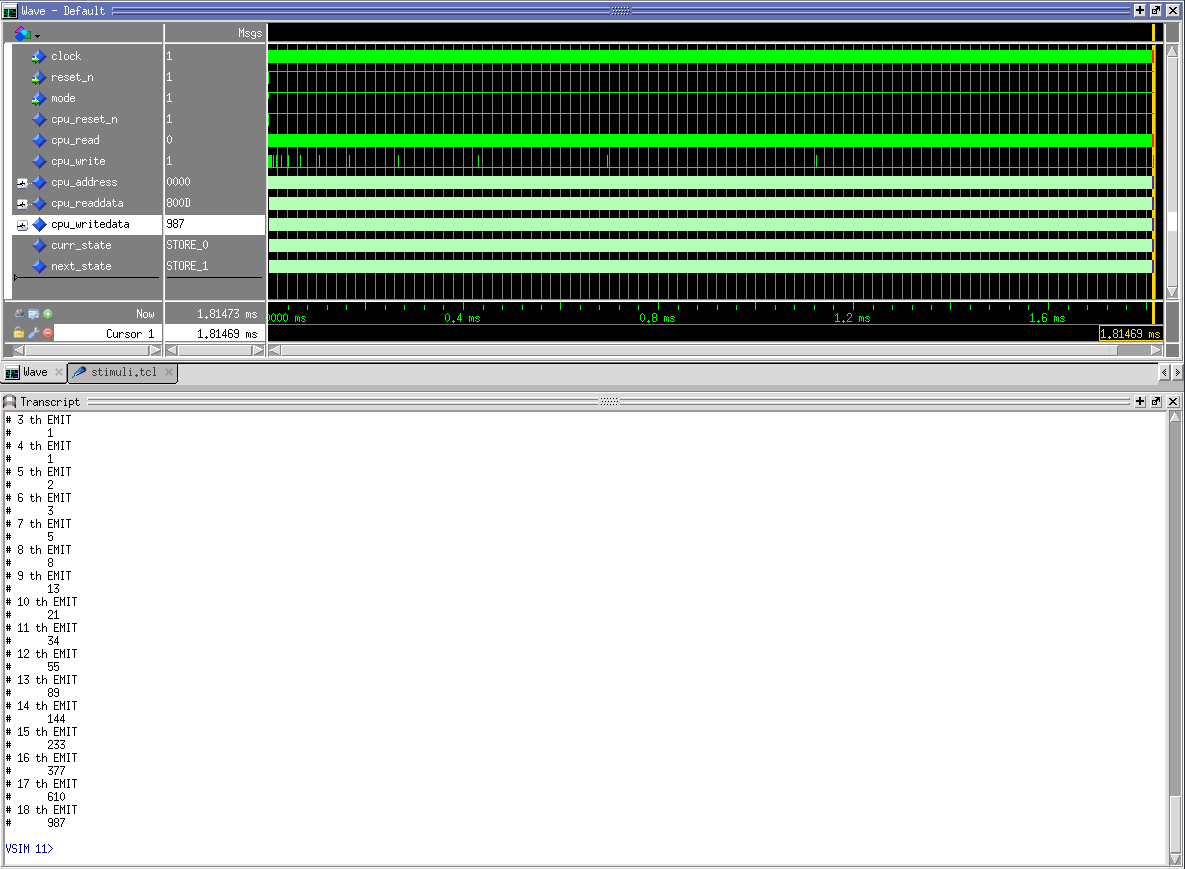 Wave - Default
Msgs
clock 1
reset_n 1
mode 1
cpu_reset_n 1
cpu_read 0
cpu_write 1
cpu_address 0000
cpu_readdata 800D
cpu_writedata 987
curr_state STORE_0
next_state STORE_1
Now 1.81473 ms 0000 ms 0.4 ms 0.8 ms 1.2 ms 1.6 ms
Cursor 1 1.81469 ms 1.81469 ms
Wave stimuli.tcl
Transcript
# 3 th EMIT
# 1
# 4 th EMIT
# 1
# 5 th EMIT
# 2
# 6 th EMIT
# 3
# 7 th EMIT
# 5
# 8 th EMIT
# 8
# 9 th EMIT
# 13
# 10 th EMIT
# 21
# 11 th EMIT
# 34
# 12 th EMIT
# 55
# 13 th EMIT
# 89
# 14 th EMIT
# 144
# 15 th EMIT
# 233
# 16 th EMIT
# 377
# 17 th EMIT
# 610
# 18 th EMIT
# 987
VSIM 11>